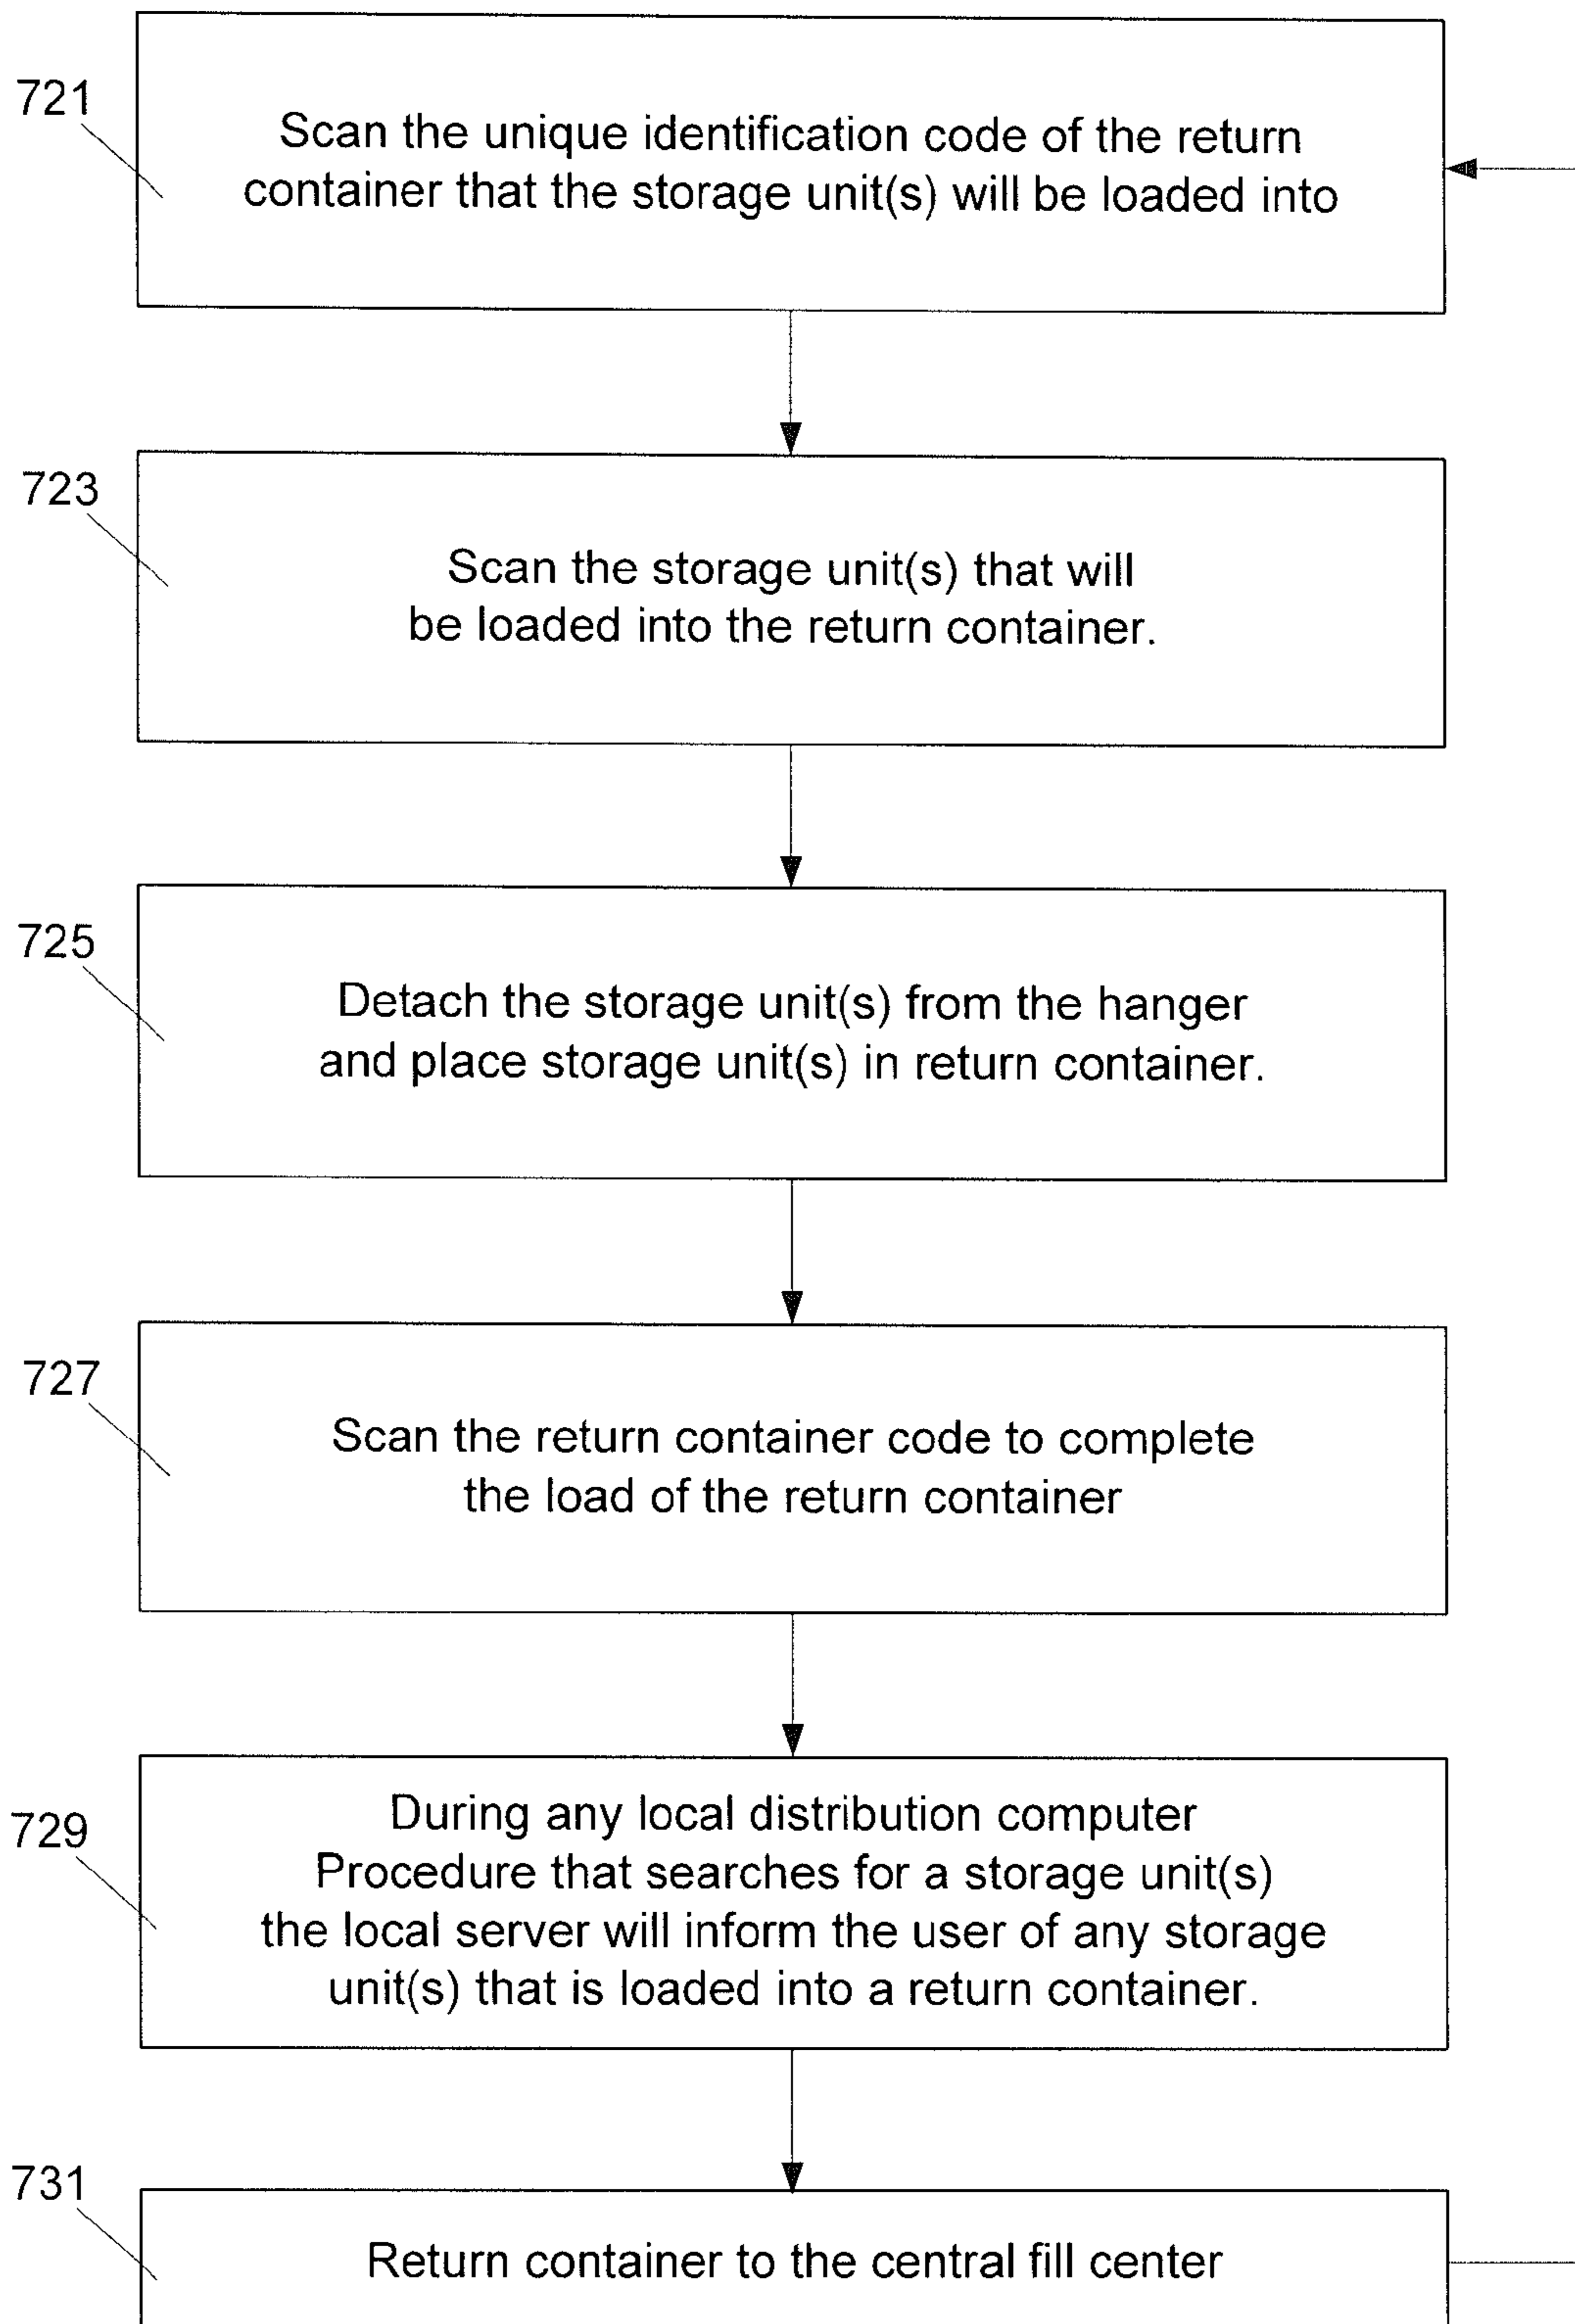 721
Scan the unique identification code of the return
container that the storage unit(s) will be loaded into
723
Scan the storage unit(s) that will
be loaded into the return container.
725
Detach the storage unit(s) from the hanger
and place storage unit(s) in return container.
727
Scan the return container code to complete
the load of the return container
729
During any local distribution computer
Procedure that searches for a storage unit(s)
the local server will inform the user of any storage
unit(s) that is loaded into a return container.
731
Return container to the central fill center